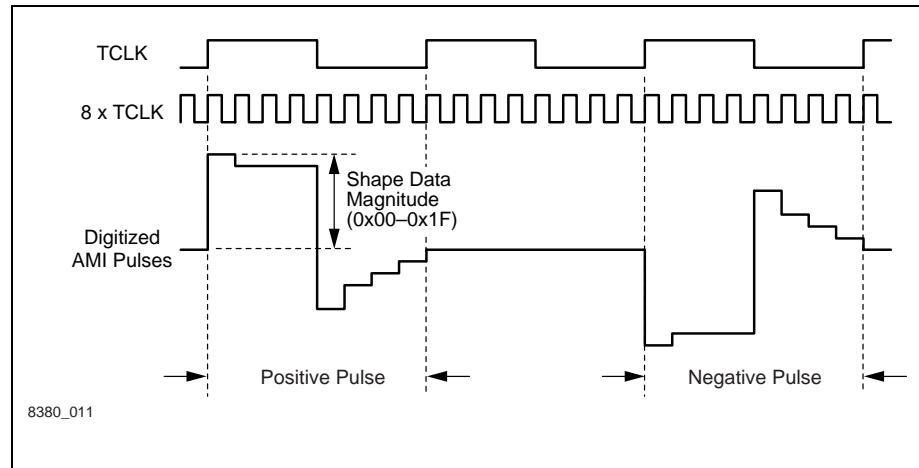 TCLK
8 x TCLK
Shape Data
Magnitude
(0x00–0x1F)
Digitized
AMI Pulses
Positive Pulse
Negative Pulse
8380_011